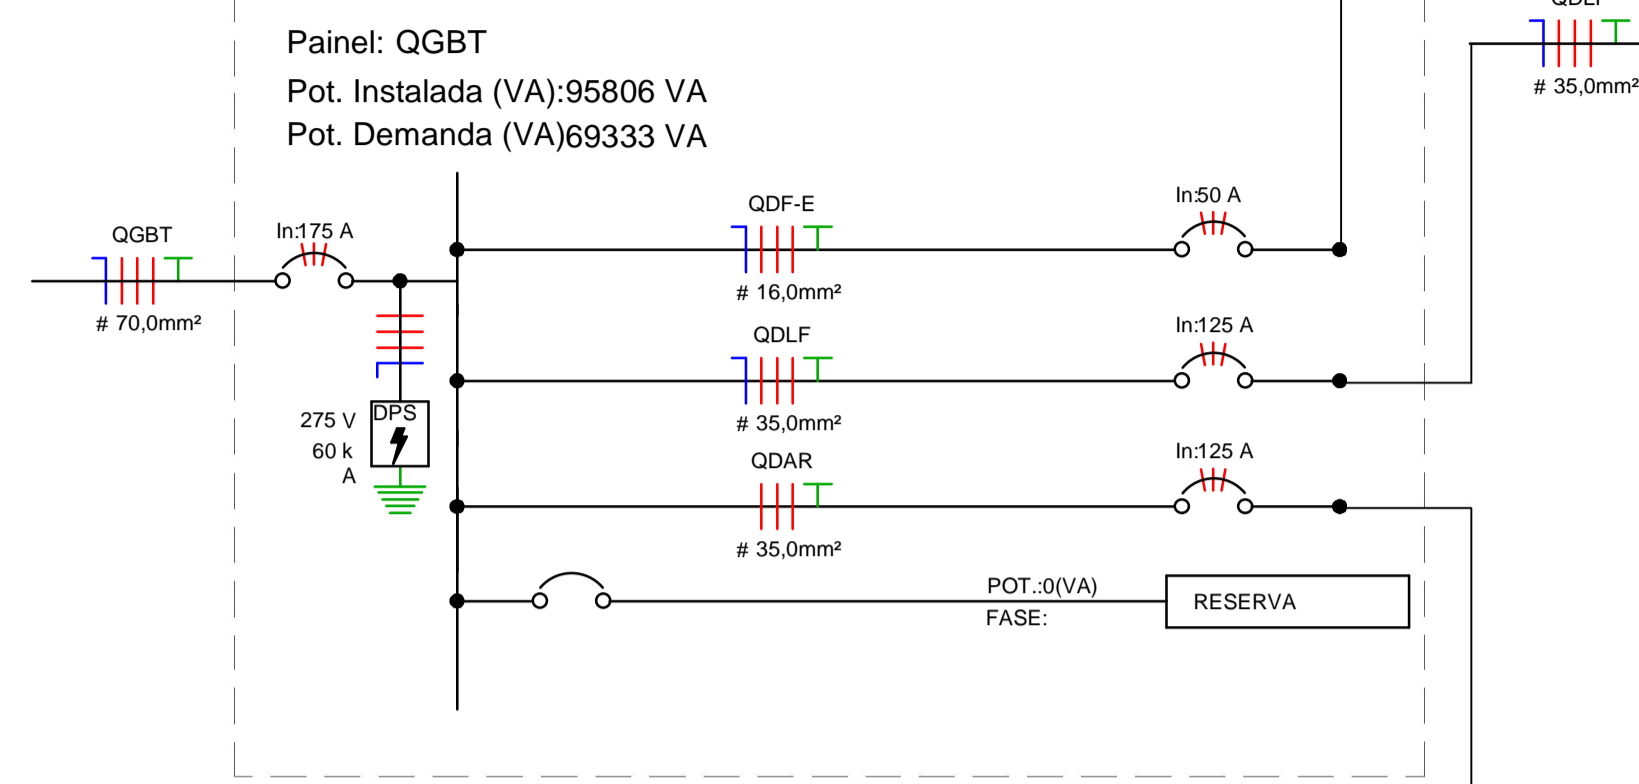 Painel: QGBT
Pot. Instalada (VA):95806 VA
Pot. Demanda (VA)69333 VA
# 35,0mm²
QGBT
In:175 A
# 70,0mm²
QDF-E
In:50 A
# 16,0mm²
QDLF
In:125 A
# 35,0mm²
275 V
60 k
A
DPS
QDAR
In:125 A
# 35,0mm²
POT.:0(VA)
FASE:
RESERVA